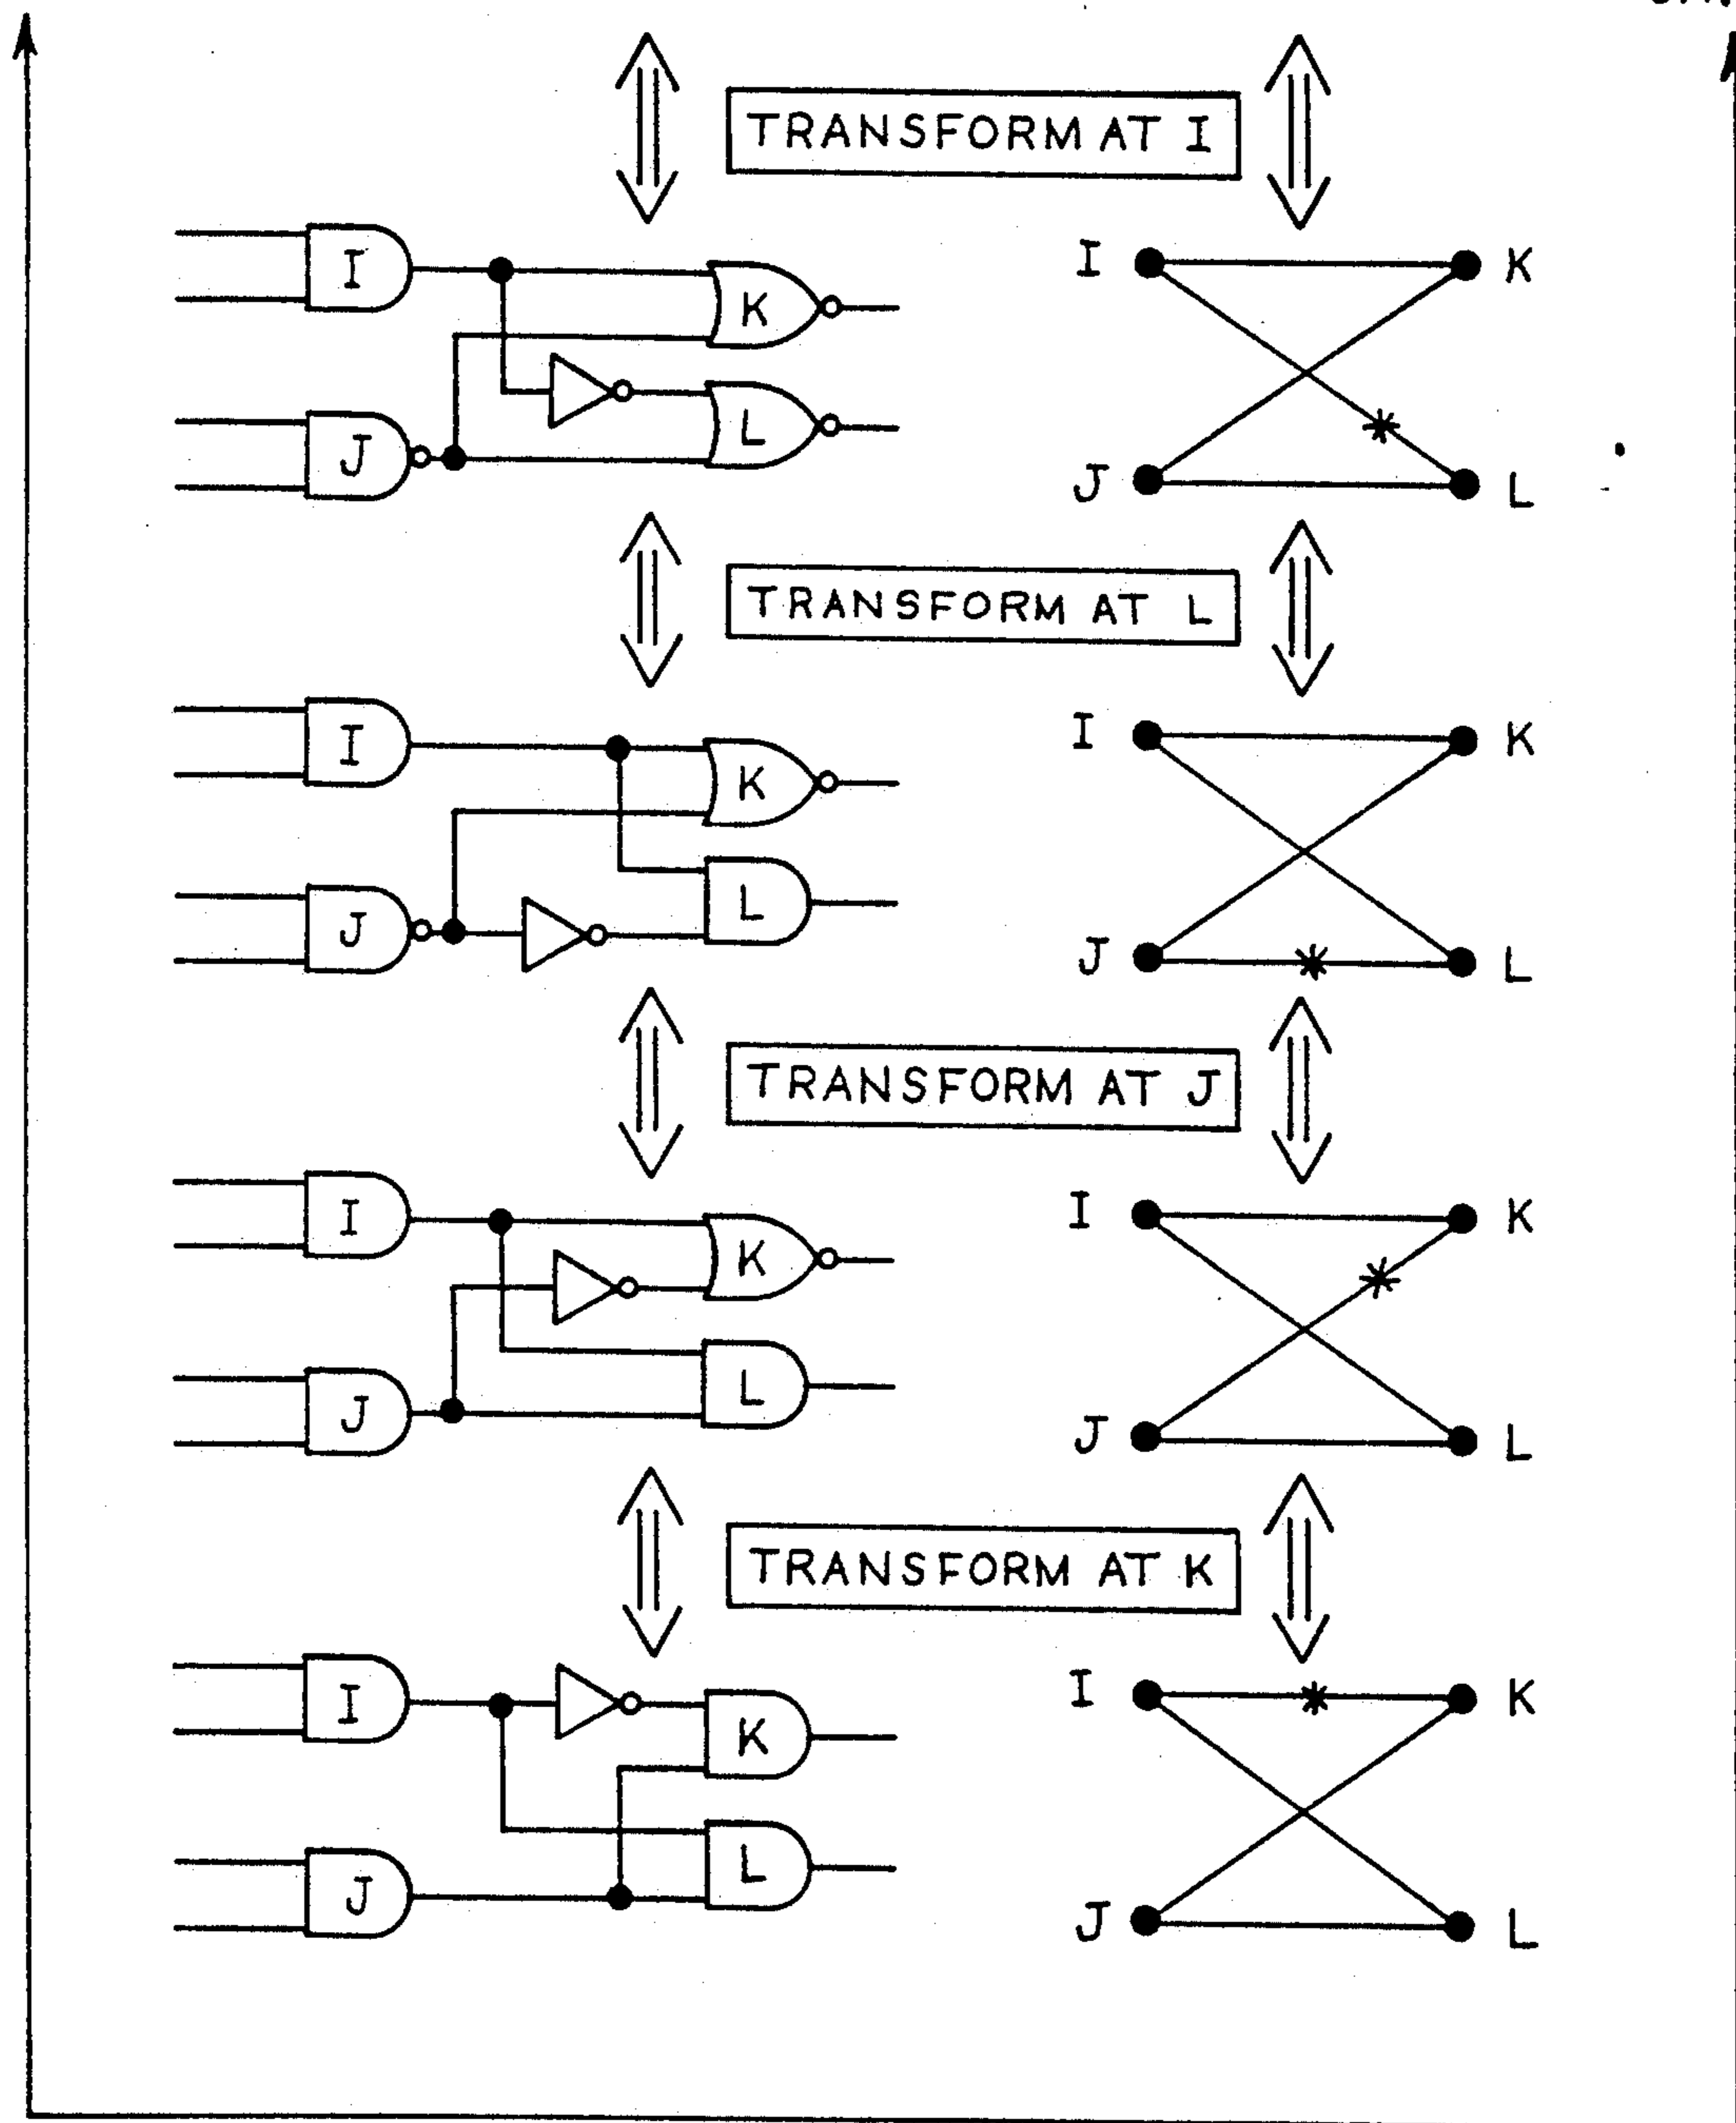 TRANSFORM AT I
I
K
J
L
I
K
J
L
TRANSFORM AT L
I
K
J
L
I
K
J
L
TRANSFORM AT J
I
K
J
L
I
K
J
L
TRANSFORM AT K
I
K
J
L
I
K
J
L